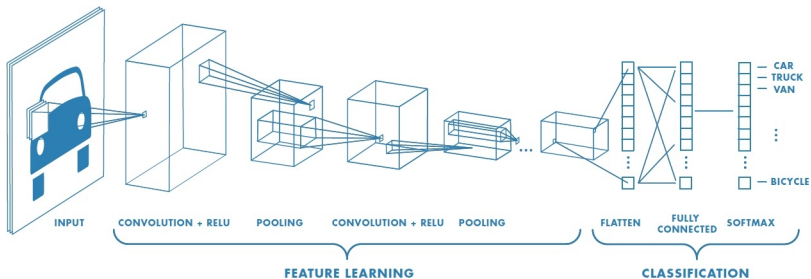 CAR
TRUCK
VAN
BICYCLE
INPUT
CONVOLUTION + RELU
POOLING
CONVOLUTION + RELU
POOLING
FLATTEN
FULLY
CONNECTED
SOFTMAX
FEATURE LEARNING
CLASSIFICATION